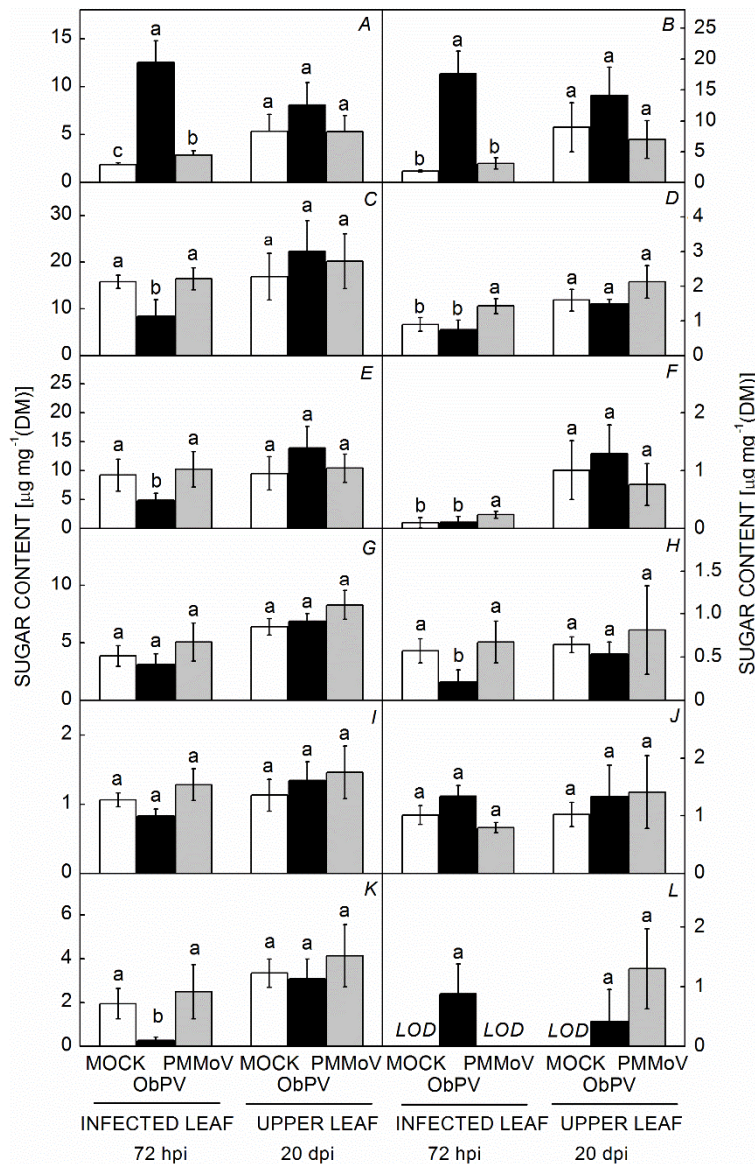 A
15
10
5
0
a
c
b
a
a
a
B
25
20
15
10
5
0
a
b
b
a
a
a
C
30
20
10
0
a
b
a
a
a
a
D
4
3
2
1
0
b
b
a
a
a
a
E
25
20
15
10
5
0
a
b
a
a
a
a
F
2
1
0
b
b
a
a
a
a
G
10
5
0
a
a
a
a
a
a
H
1.5
1.0
0.5
0.0
a
b
a
a
a
a
I
2
1
0
a
a
a
a
a
a
J
2
1
0
a
a
a
a
a
a
K
6
4
2
0
a
b
a
a
a
a
L
2
1
0
LOD
a
LOD
LOD
a
a
SUGAR CONTENT [µg mg⁻¹(DM)]
SUGAR CONTENT [µg mg⁻¹(DM)]
MOCK PMMoV MOCK PMMoV MOCK PMMoV MOCK PMMoV
ObPV ObPV ObPV ObPV
INFECTED LEAF UPPER LEAF INFECTED LEAF UPPER LEAF
72 hpi 20 dpi 72 hpi 20 dpi